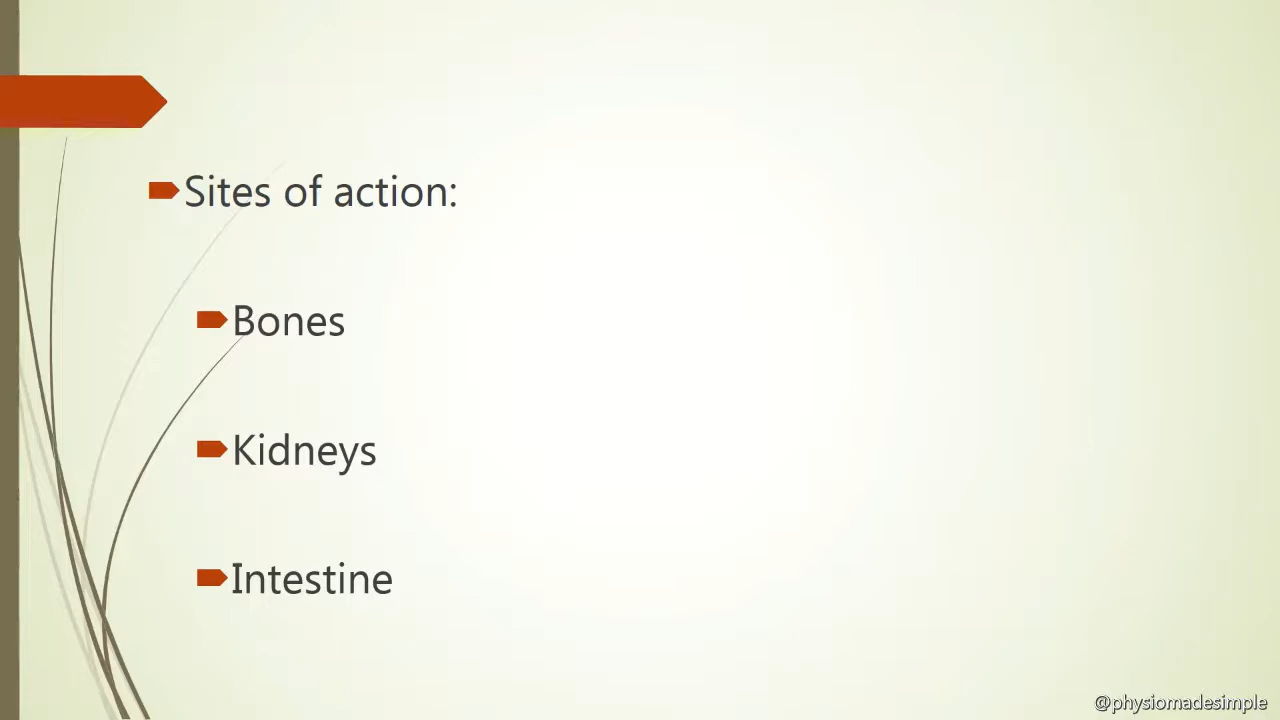 Sites of action:
Bones
Kidneys
Intestine
@physiomadesimple